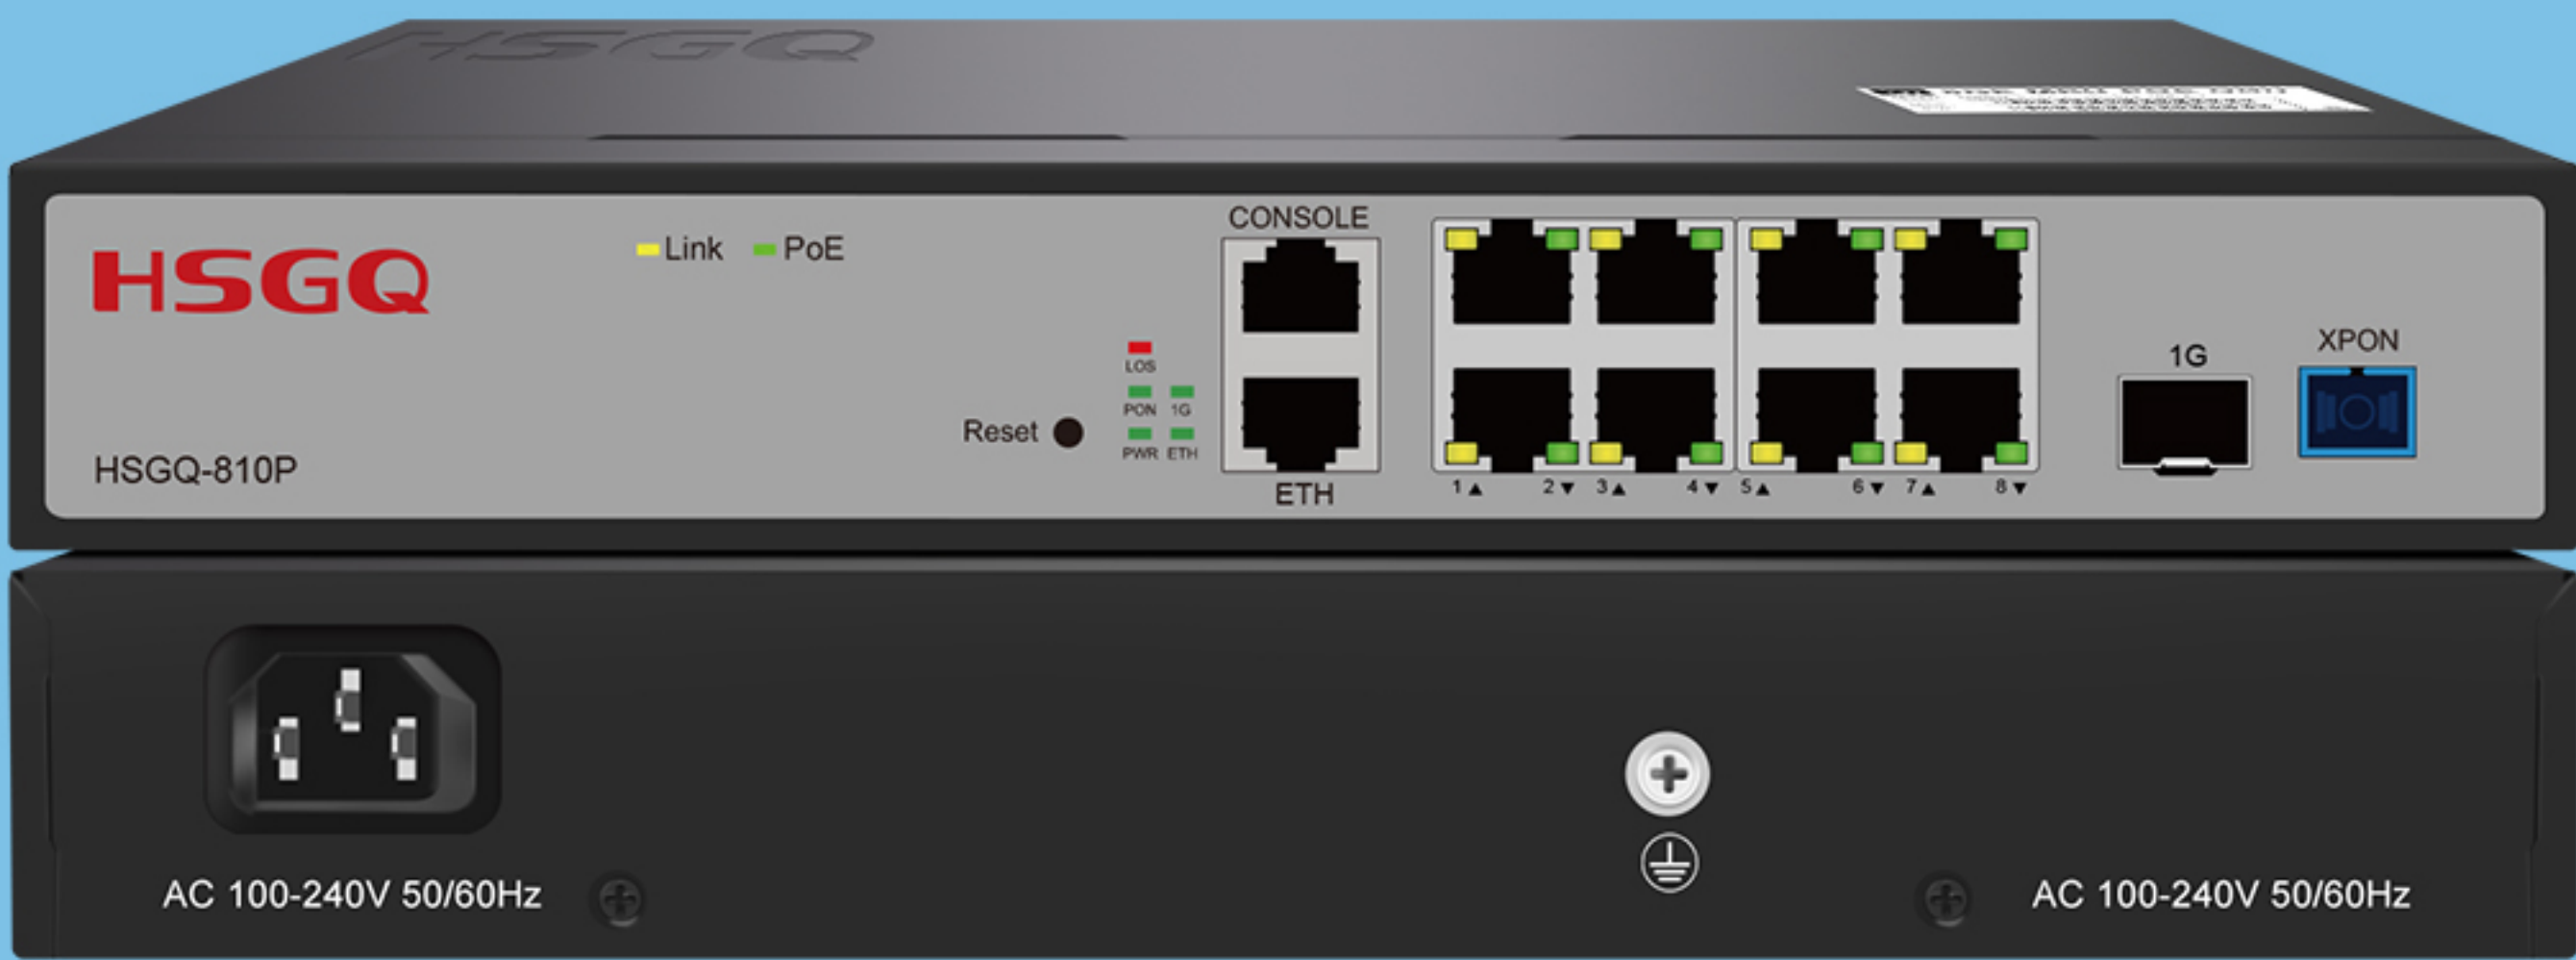 HSGQ
HSGQ
Link PoE
HSGQ-810P
Reset
LOS
PON 1G
PWR ETH
CONSOLE
ETH
1▲ 2▼ 3▲ 4▼ 5▲ 6▼ 7▲ 8▼
1G
XPON
AC 100-240V 50/60Hz
AC 100-240V 50/60Hz